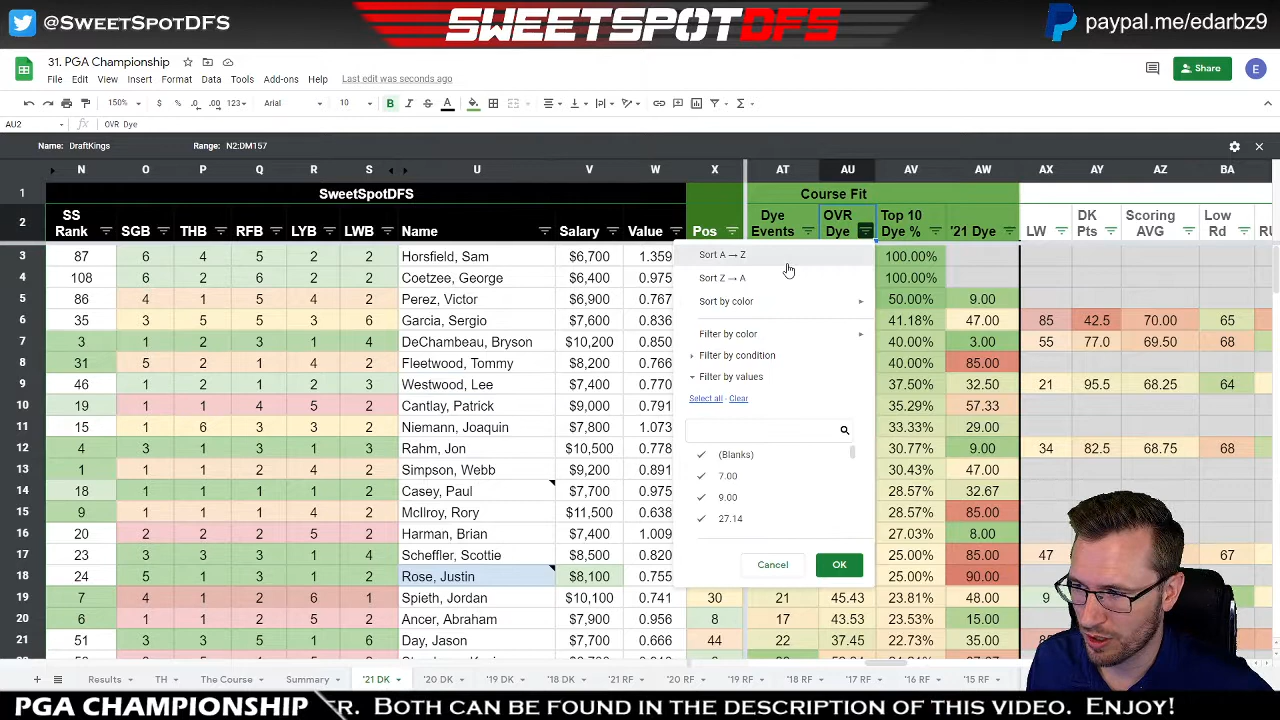 @SweetSpotDFS
SWEETSPOTDFS
paypal.me/edarbz9
31. PGA Championship
File Edit View Insert Format Data Tools Add-ons Help Last edit was seconds ago
Share
E
150% $ % .0 .00 123 Arial 10 B I S A
AU2 fx OVR Dye
Name: DraftKings Range: N2:DM157
N O P Q R S U V W X AT AU AV AW AX AY AZ BA
1 SweetSpotDFS Course Fit
2 SS Rank SGB THB RFB LYB LWB Name Salary Value Pos Dye Events OVR Dye Top 10 Dye % '21 Dye LW DK Pts Scoring AVG Low Rd
3 87 6 4 5 4 2 Horsfield, Sam $6,700 1.359 100.00%
4 108 6 4 6 4 2 Coetzee, George $6,400 0.975 100.00%
5 86 4 1 5 4 2 Perez, Victor $6,900 0.767 50.00% 9.00
6 35 3 5 5 3 6 Garcia, Sergio $7,600 0.836 41.18% 47.00 85 42.5 70.00 65
7 3 1 2 3 1 4 DeChambeau, Bryson $10,200 0.850 40.00% 3.00 55 77.0 69.50 68
8 31 5 2 1 4 2 Fleetwood, Tommy $8,200 0.766 40.00% 85.00
9 46 1 2 1 2 3 Westwood, Lee $7,400 0.770 37.50% 32.50 21 95.5 68.25 64
10 19 1 1 4 5 2 Cantlay, Patrick $9,000 0.791 35.29% 57.33
11 15 1 6 3 3 2 Niemann, Joaquin $7,800 1.073 33.33% 29.00
12 4 3 1 1 1 2 Rahm, Jon $10,500 0.778 30.77% 9.00 34 82.5 68.75 68
13 1 5 1 2 4 2 Simpson, Webb $9,200 0.891 30.43% 47.00
14 18 1 1 1 4 2 Casey, Paul $7,700 0.975 28.57% 32.67
15 9 1 1 1 4 2 McIlroy, Rory $11,500 0.638 28.57% 85.00
16 20 2 2 5 2 2 Harman, Brian $7,400 1.009 27.03% 8.00
17 23 3 1 3 1 2 Scheffler, Scottie $8,500 0.820 25.00% 85.00 47 67
18 24 5 1 3 1 2 Rose, Justin $8,100 0.755 25.00% 90.00
19 7 4 1 2 6 1 Spieth, Jordan $10,100 0.741 30 21 45.43 23.81% 48.00 9
20 6 1 1 1 6 2 Ancer, Abraham $7,900 0.956 8 17 43.53 23.53% 15.00
21 51 3 3 5 1 6 Day, Jason $7,700 0.666 44 22 37.45 22.73% 35.00
Sort A → Z
Sort Z → A
Sort by color
Filter by color
Filter by condition
Filter by values
Select all - Clear
(Blanks)
7.00
9.00
27.14
Cancel OK
Results TH The Course Summary '21 DK '20 DK '19 DK '18 DK '21 RF '20 RF '19 RF '18 RF '17 RF '16 RF '15 RF
PGA CHAMPIONSHIP R. BOTH CAN BE FOUND IN THE DESCRIPTION OF THIS VIDEO. ENJOY!